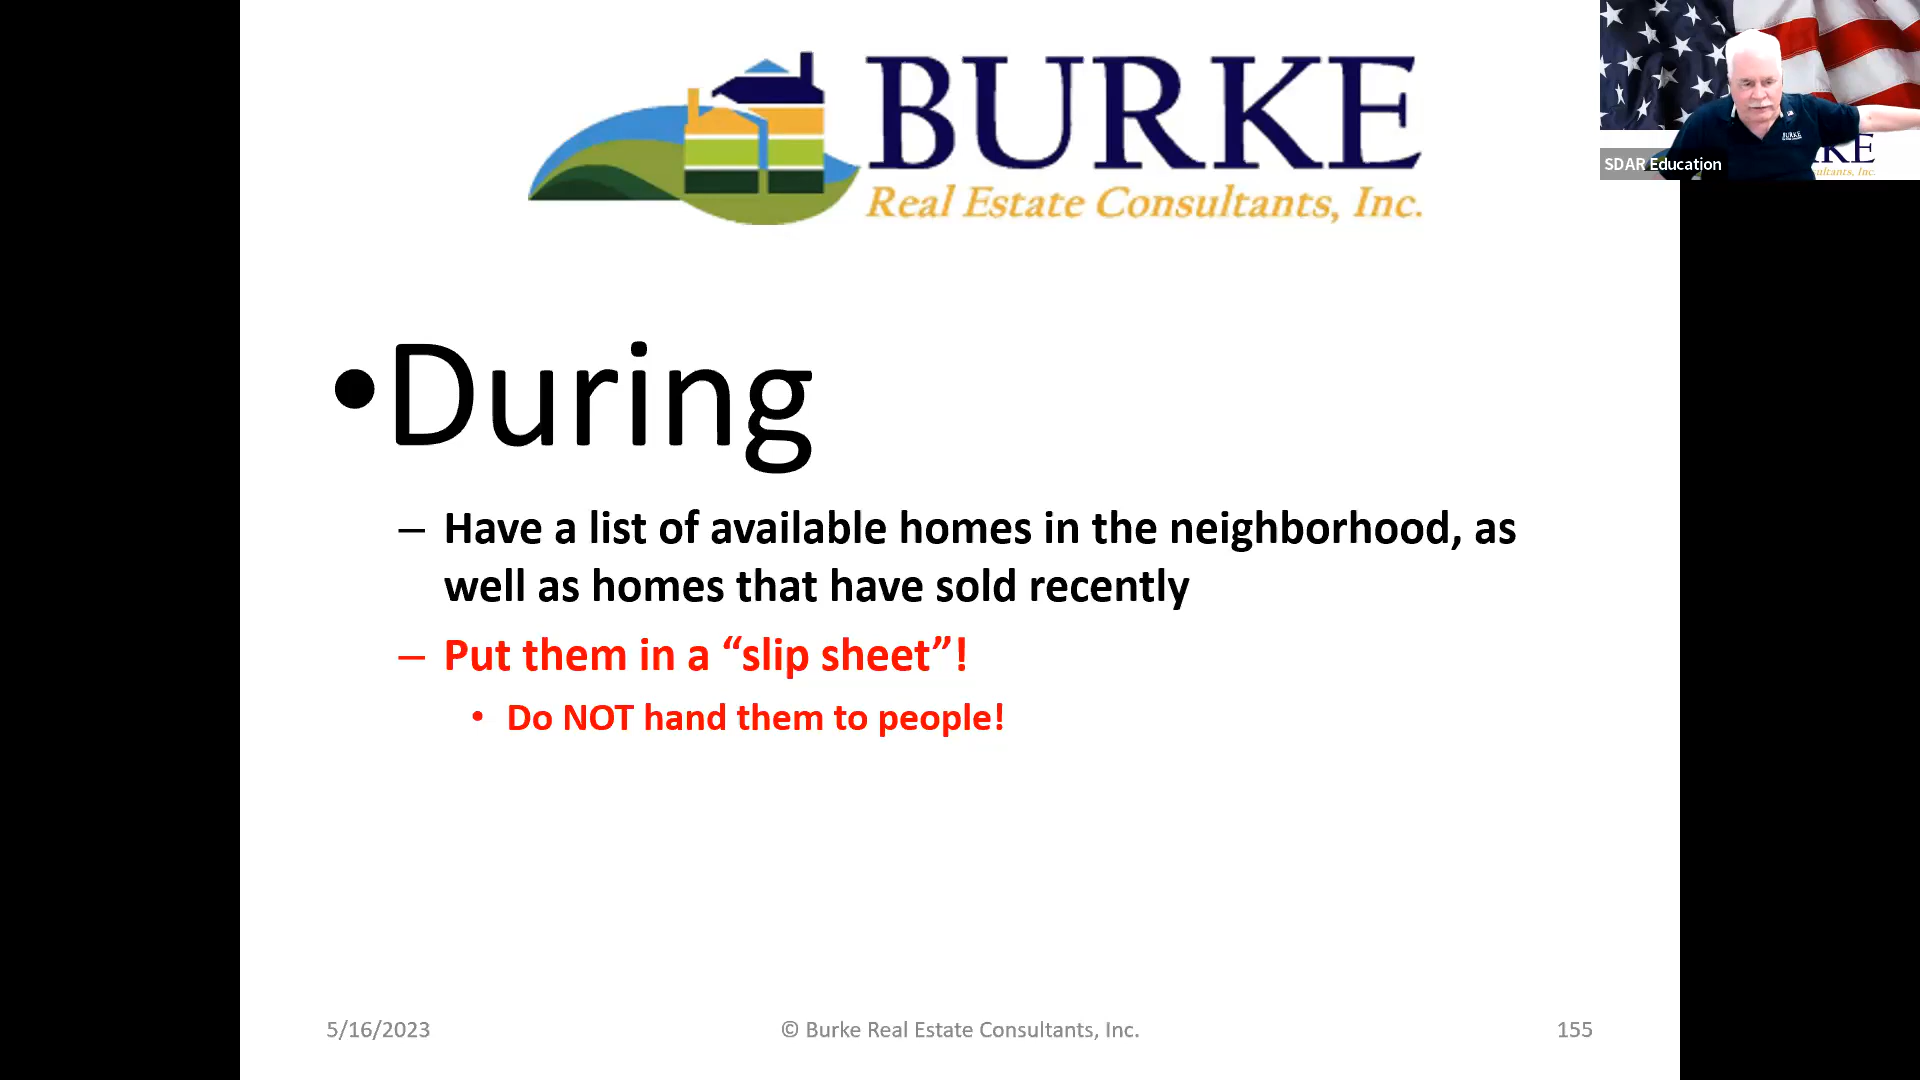 BURKE
Real Estate Consultants, Inc.
BURKE
SDAR Education
•During
– Have a list of available homes in the neighborhood, as
well as homes that have sold recently
– Put them in a “slip sheet”!
• Do NOT hand them to people!
5/16/2023
© Burke Real Estate Consultants, Inc.
155